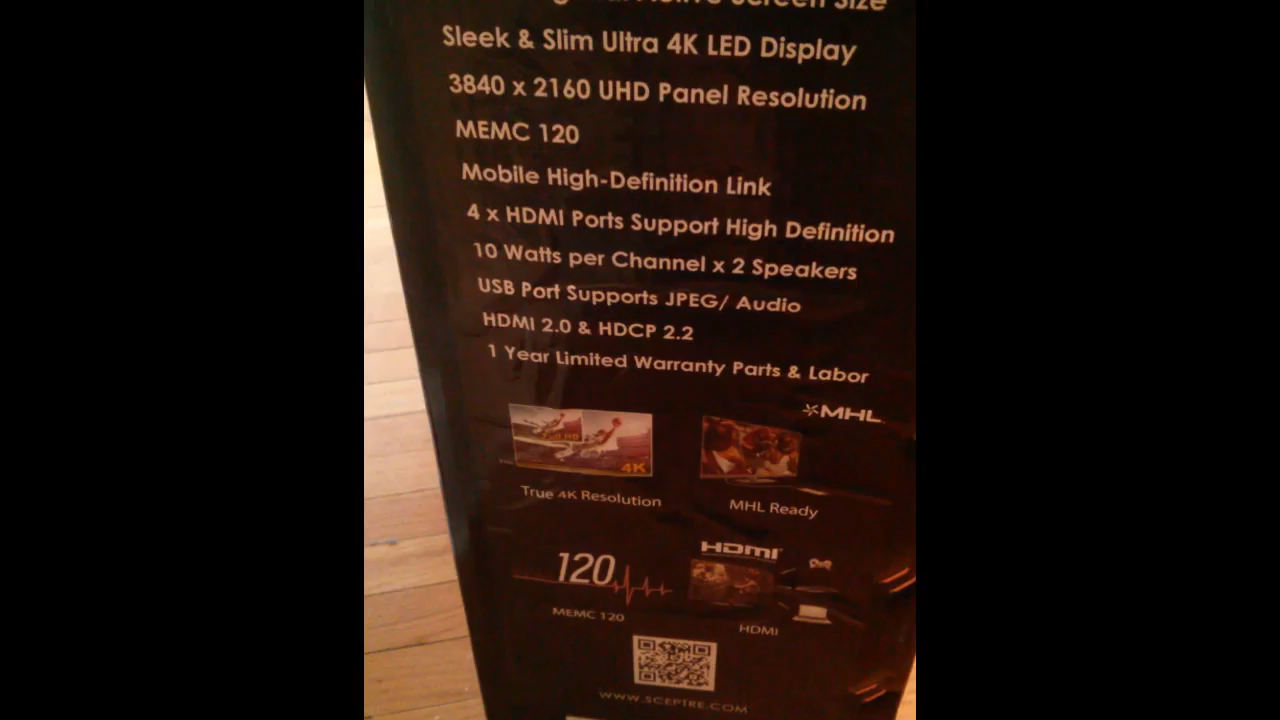 Active Screen Size
Sleek & Slim Ultra 4K LED Display
3840 x 2160 UHD Panel Resolution
MEMC 120
Mobile High-Definition Link
4 x HDMI Ports Support High Definition
10 Watts per Channel x 2 Speakers
USB Port Supports JPEG/ Audio
HDMI 2.0 & HDCP 2.2
1 Year Limited Warranty Parts & Labor
MHL
4K
True 4K Resolution
MHL Ready
HDMI
120
MEMC 120
HDMI
WWW.SCEPTRE.COM